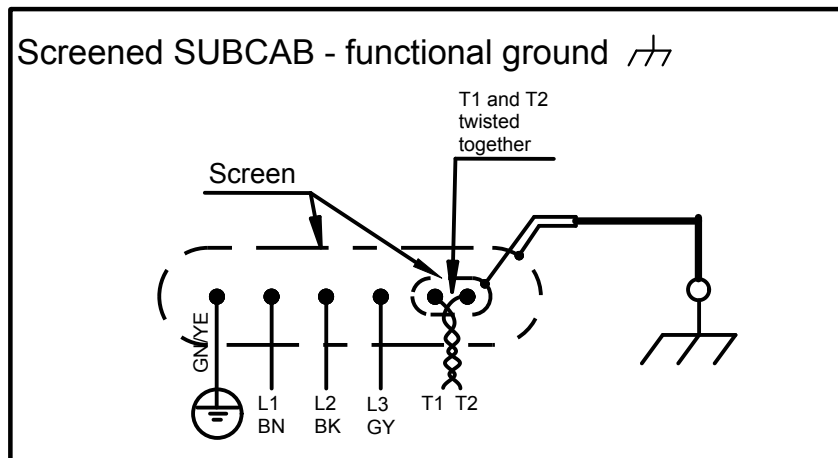 Screened SUBCAB - functional ground
T1 and T2
twisted
together
Screen
GN/YE
L1
BN
L2
BK
L3
GY
T1 T2